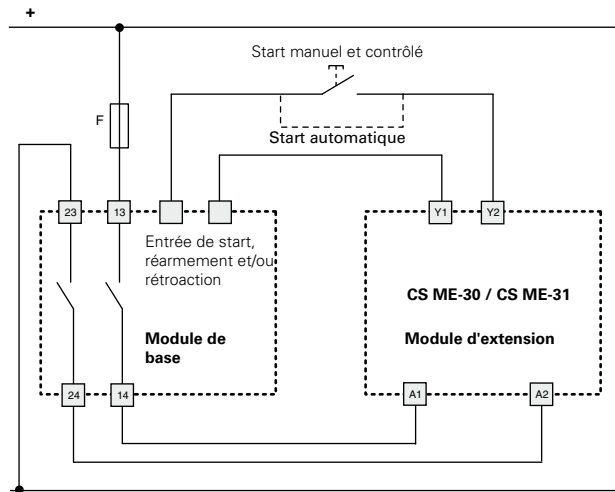 +
Start manuel et contrôlé
F
Start automatique
23
13
Y1
Y2
Entrée de start,
réarmement et/ou
rétroaction
CS ME-30 / CS ME-31
Module de
base
Module d'extension
24
14
A1
A2